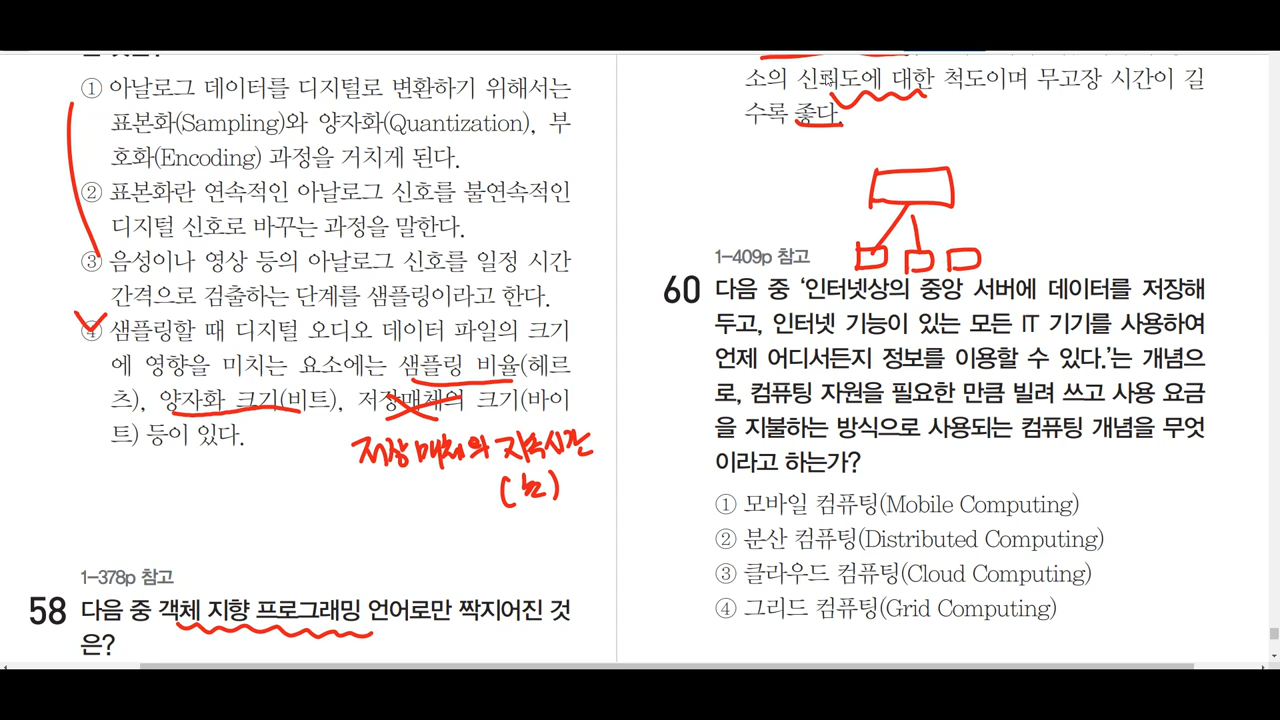 ① 아날로그 데이터를 디지털로 변환하기 위해서는
표본화(Sampling)와 양자화(Quantization), 부
호화(Encoding) 과정을 거치게 된다.
② 표본화란 연속적인 아날로그 신호를 불연속적인
디지털 신호로 바꾸는 과정을 말한다.
③ 음성이나 영상 등의 아날로그 신호를 일정 시간
간격으로 검출하는 단계를 샘플링이라고 한다.
④ 샘플링할 때 디지털 오디오 데이터 파일의 크기
에 영향을 미치는 요소에는 샘플링 비율(헤르
츠), 양자화 크기(비트), 저장매체의 크기(바이
트) 등이 있다.
저장 매체와 지속시간
(초)
1-378p 참고
58 다음 중 객체 지향 프로그래밍 언어로만 짝지어진 것
은?
소의 신뢰도에 대한 척도이며 무고장 시간이 길
수록 좋다.
1-409p 참고
60 다음 중 ‘인터넷상의 중앙 서버에 데이터를 저장해
두고, 인터넷 기능이 있는 모든 IT 기기를 사용하여
언제 어디서든지 정보를 이용할 수 있다.’는 개념으
로, 컴퓨팅 자원을 필요한 만큼 빌려 쓰고 사용 요금
을 지불하는 방식으로 사용되는 컴퓨팅 개념을 무엇
이라고 하는가?
① 모바일 컴퓨팅(Mobile Computing)
② 분산 컴퓨팅(Distributed Computing)
③ 클라우드 컴퓨팅(Cloud Computing)
④ 그리드 컴퓨팅(Grid Computing)